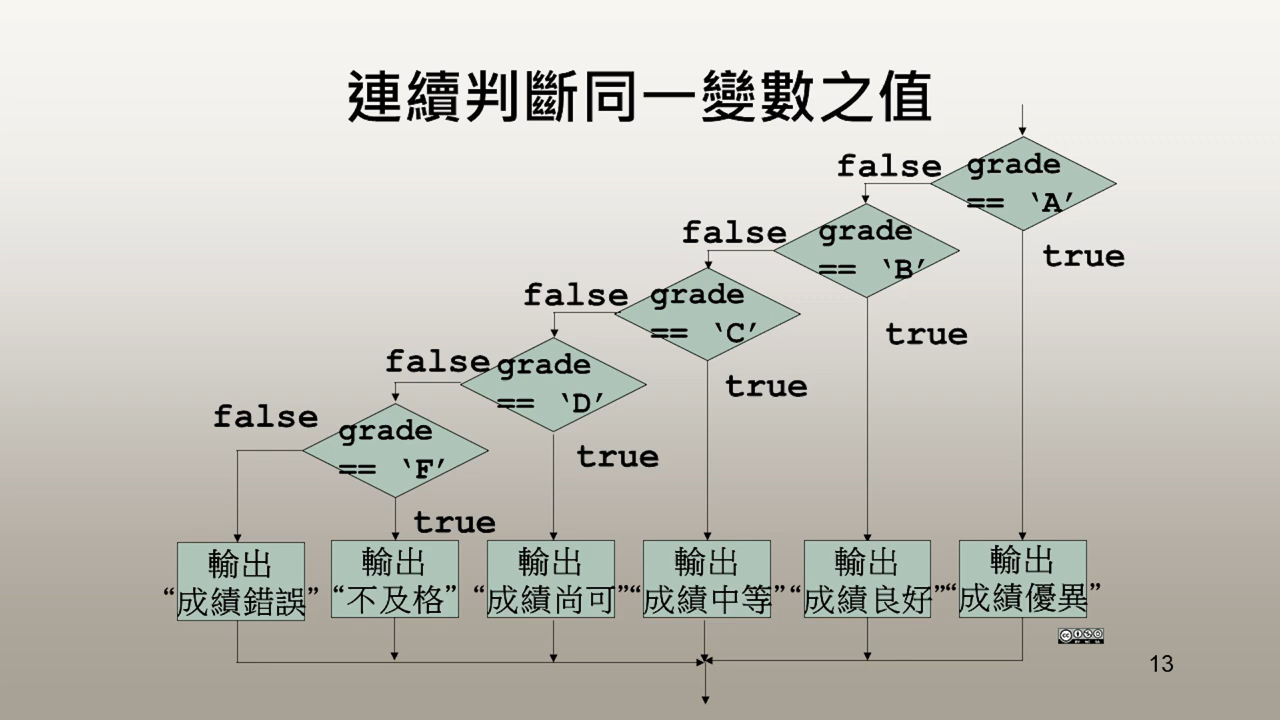 連續判斷同一變數之值
false
grade
== ‘A’
true
false
grade
== ‘B’
true
false
grade
== ‘C’
true
false
grade
== ‘D’
true
false
grade
== ‘F’
true
輸出
“成績錯誤”
輸出
“不及格”
輸出
“成績尚可”
輸出
“成績中等”
輸出
“成績良好”
輸出
“成績優異”
13